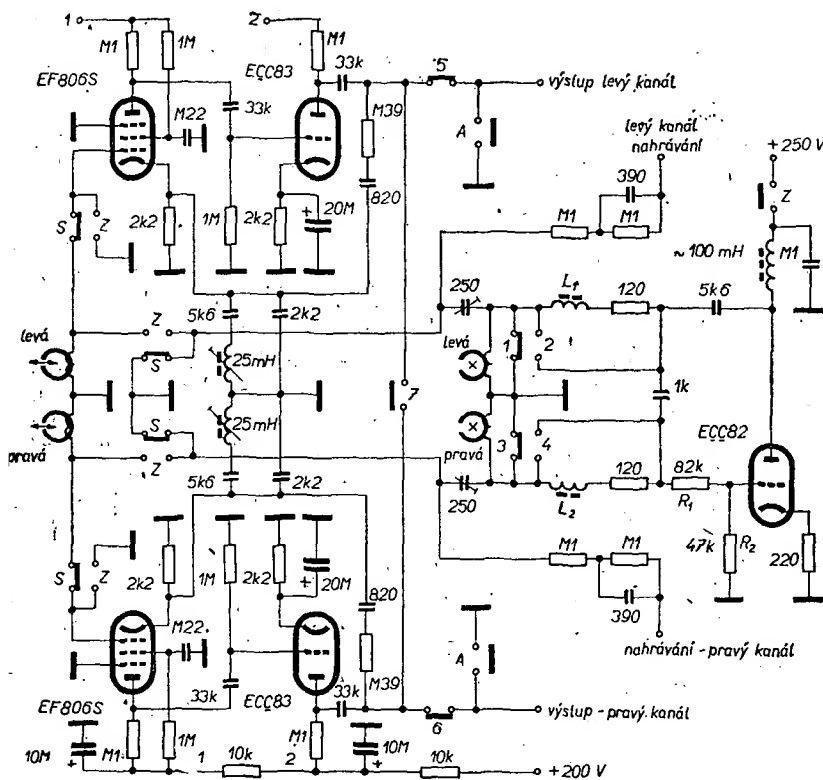 1
M1
1M
2
M1
EF806S
ECC83
33k
5
výstup levý kanál
M22
33k
M39
A
levý kanál
nahrávání
+250 V
390
820
Z
S
Z
2k2
1M
2k2
+
20M
M1
M1
~100 mH
M1
5k6
2k2
250
L1
120
5k6
Z
levá
S
25mH
7
levá
1
2
1k
25mH
S
pravá
3
4
ECC82
pravá
Z
5k6
2k2
250
L2
120
82k
R1
S
Z
2k2
1M
2k2
+
20M
820
M1
M1
47k
R2
220
390
M22
A
nahrávání - pravý kanál
33k
M39
EF806S
ECC83
33k
6
výstup - pravý kanál
10M
+
M1
1M
1
10k
2
M1
+
10M
10k
+200 V